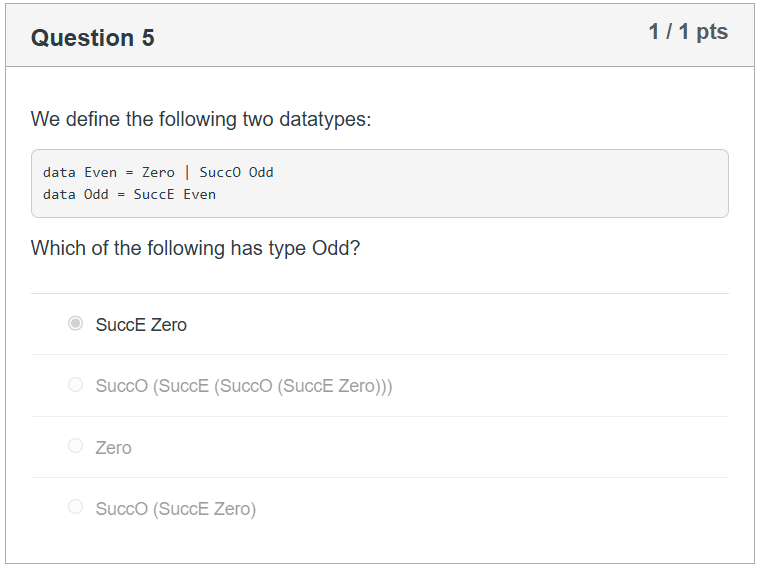 Question 5
1 / 1 pts
We define the following two datatypes:
data Even = Zero | SuccO Odd
data Odd = SuccE Even
Which of the following has type Odd?
SuccE Zero
SuccO (SuccE (SuccO (SuccE Zero)))
Zero
SuccO (SuccE Zero)